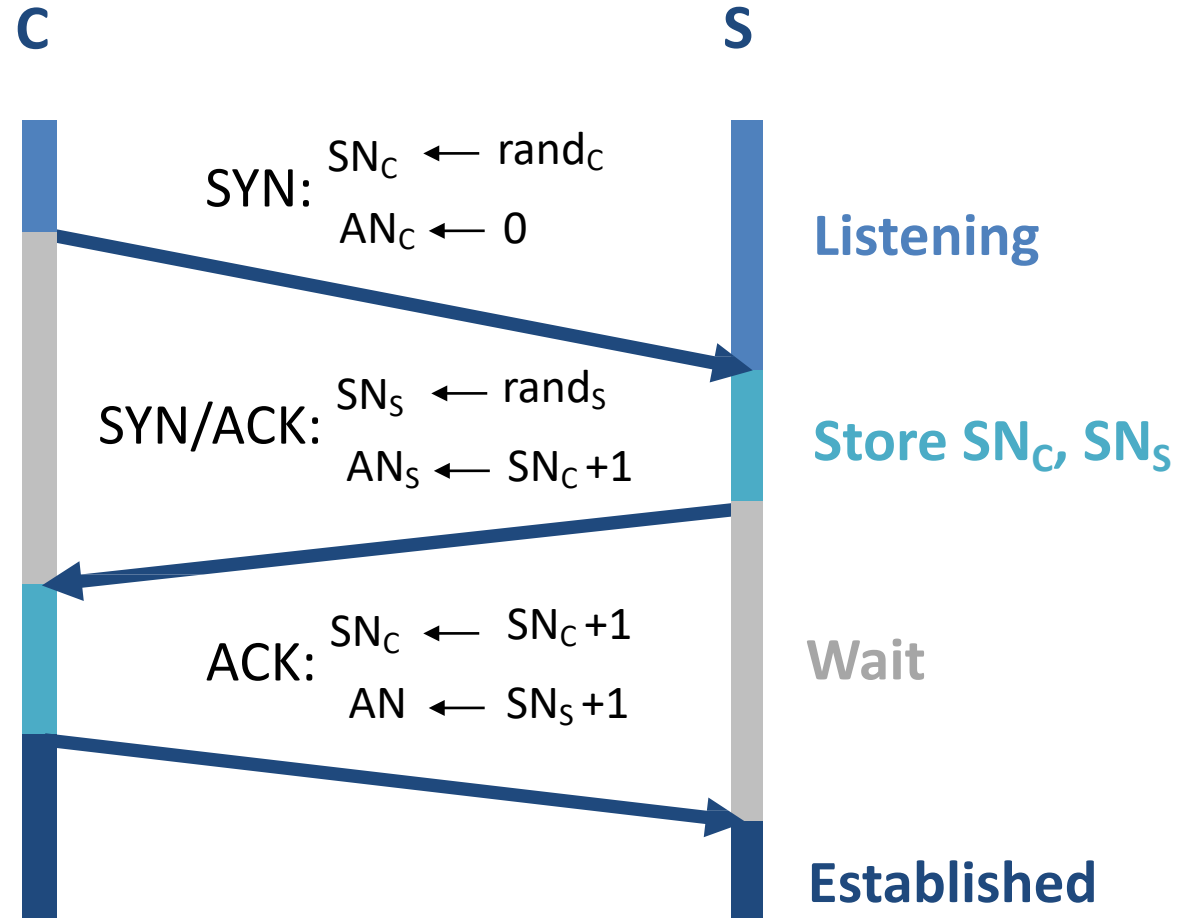 C S
SN_C ← rand_C
SYN:
AN_C ← 0
Listening
SN_S ← rand_S
SYN/ACK:
AN_S ← SN_C +1
Store SN_C, SN_S
SN_C ← SN_C +1
ACK:
AN ← SN_S +1
Wait
Established